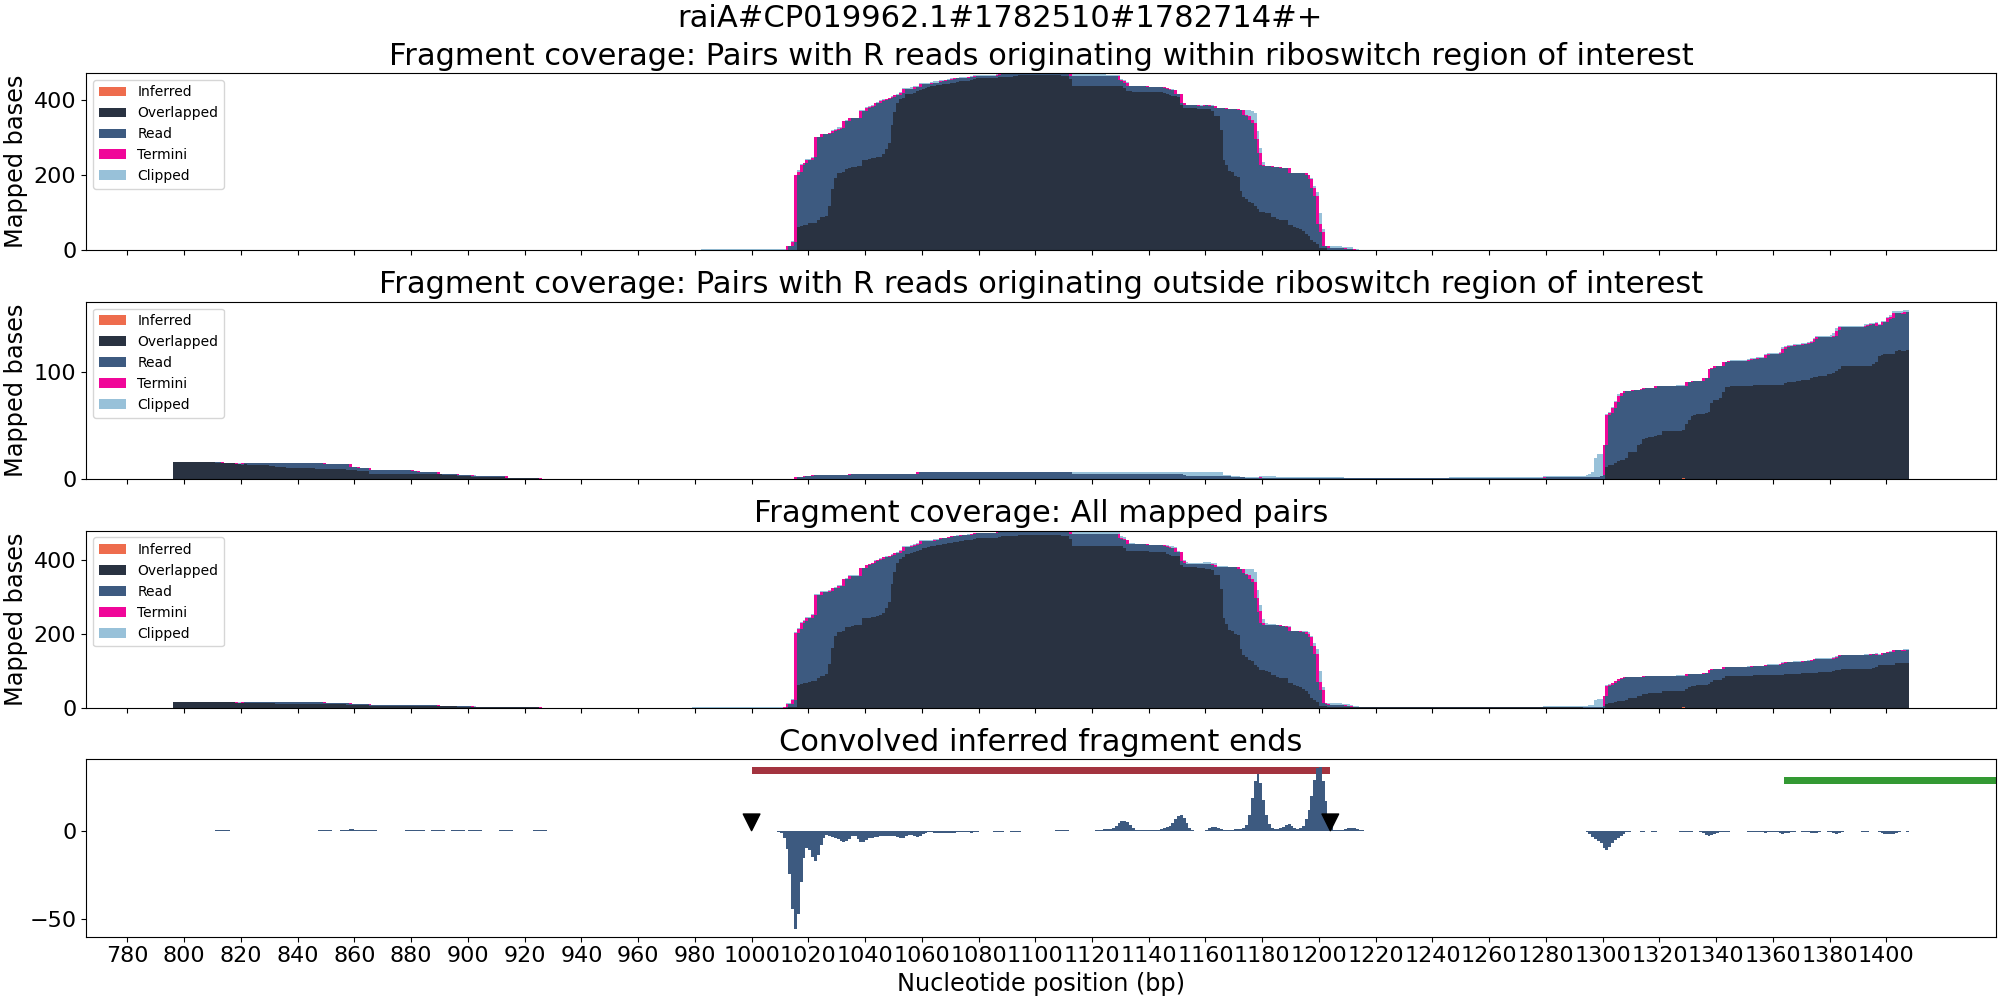 raiA#CP019962.1#1782510#1782714#+
Fragment coverage: Pairs with R reads originating within riboswitch region of interest
Mapped bases
400
200
0
Inferred
Overlapped
Read
Termini
Clipped
Fragment coverage: Pairs with R reads originating outside riboswitch region of interest
Mapped bases
100
0
Inferred
Overlapped
Read
Termini
Clipped
Fragment coverage: All mapped pairs
Mapped bases
400
200
0
Inferred
Overlapped
Read
Termini
Clipped
Convolved inferred fragment ends
0
−50
780 800 820 840 860 880 900 920 940 960 980 1000 1020 1040 1060 1080 1100 1120 1140 1160 1180 1200 1220 1240 1260 1280 1300 1320 1340 1360 1380 1400
Nucleotide position (bp)